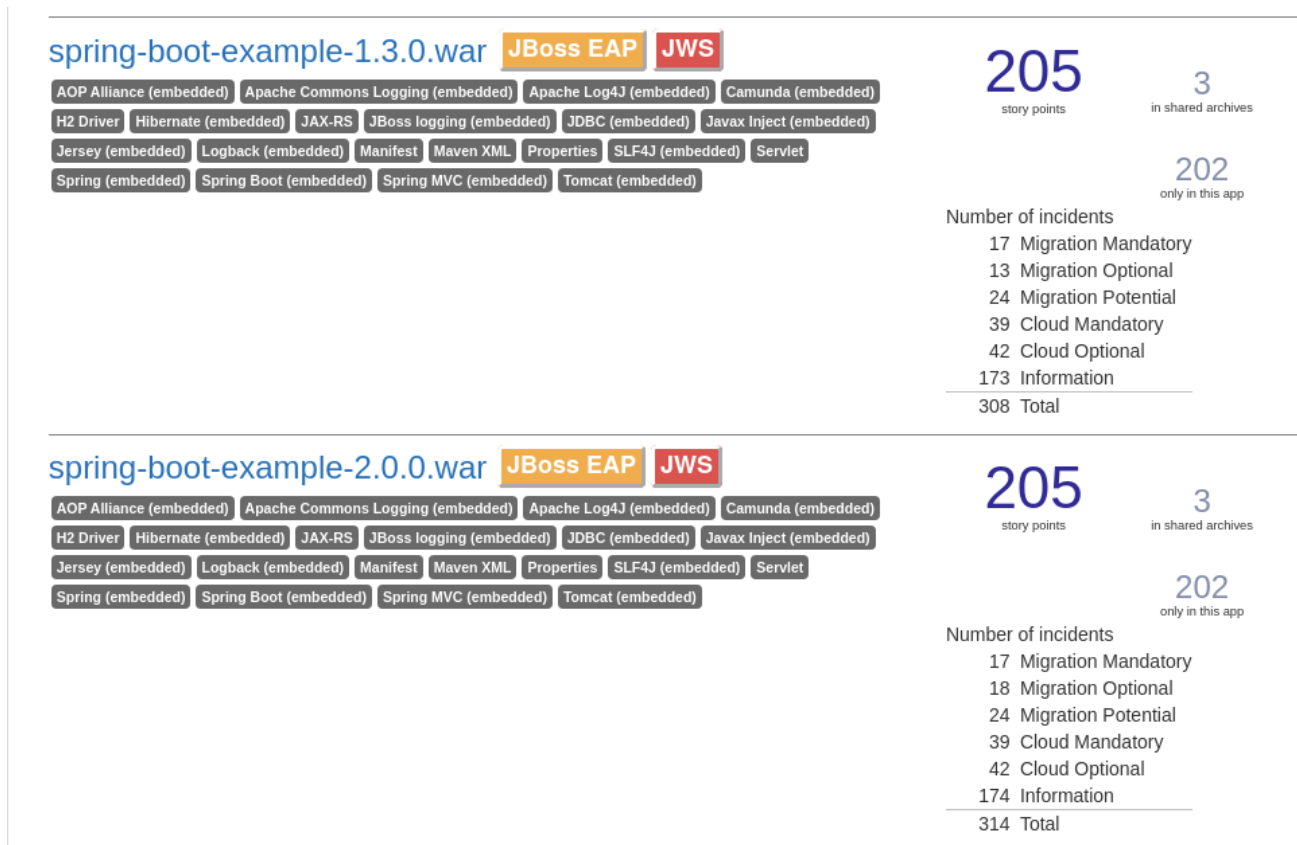 spring-boot-example-1.3.0.war JBoss EAP JWS
AOP Alliance (embedded) Apache Commons Logging (embedded) Apache Log4J (embedded) Camunda (embedded)
H2 Driver Hibernate (embedded) JAX-RS JBoss logging (embedded) JDBC (embedded) Javax Inject (embedded)
Jersey (embedded) Logback (embedded) Manifest Maven XML Properties SLF4J (embedded) Servlet
Spring (embedded) Spring Boot (embedded) Spring MVC (embedded) Tomcat (embedded)
205
story points
3
in shared archives
202
only in this app
Number of incidents
17 Migration Mandatory
13 Migration Optional
24 Migration Potential
39 Cloud Mandatory
42 Cloud Optional
173 Information
308 Total
spring-boot-example-2.0.0.war JBoss EAP JWS
AOP Alliance (embedded) Apache Commons Logging (embedded) Apache Log4J (embedded) Camunda (embedded)
H2 Driver Hibernate (embedded) JAX-RS JBoss logging (embedded) JDBC (embedded) Javax Inject (embedded)
Jersey (embedded) Logback (embedded) Manifest Maven XML Properties SLF4J (embedded) Servlet
Spring (embedded) Spring Boot (embedded) Spring MVC (embedded) Tomcat (embedded)
205
story points
3
in shared archives
202
only in this app
Number of incidents
17 Migration Mandatory
18 Migration Optional
24 Migration Potential
39 Cloud Mandatory
42 Cloud Optional
174 Information
314 Total